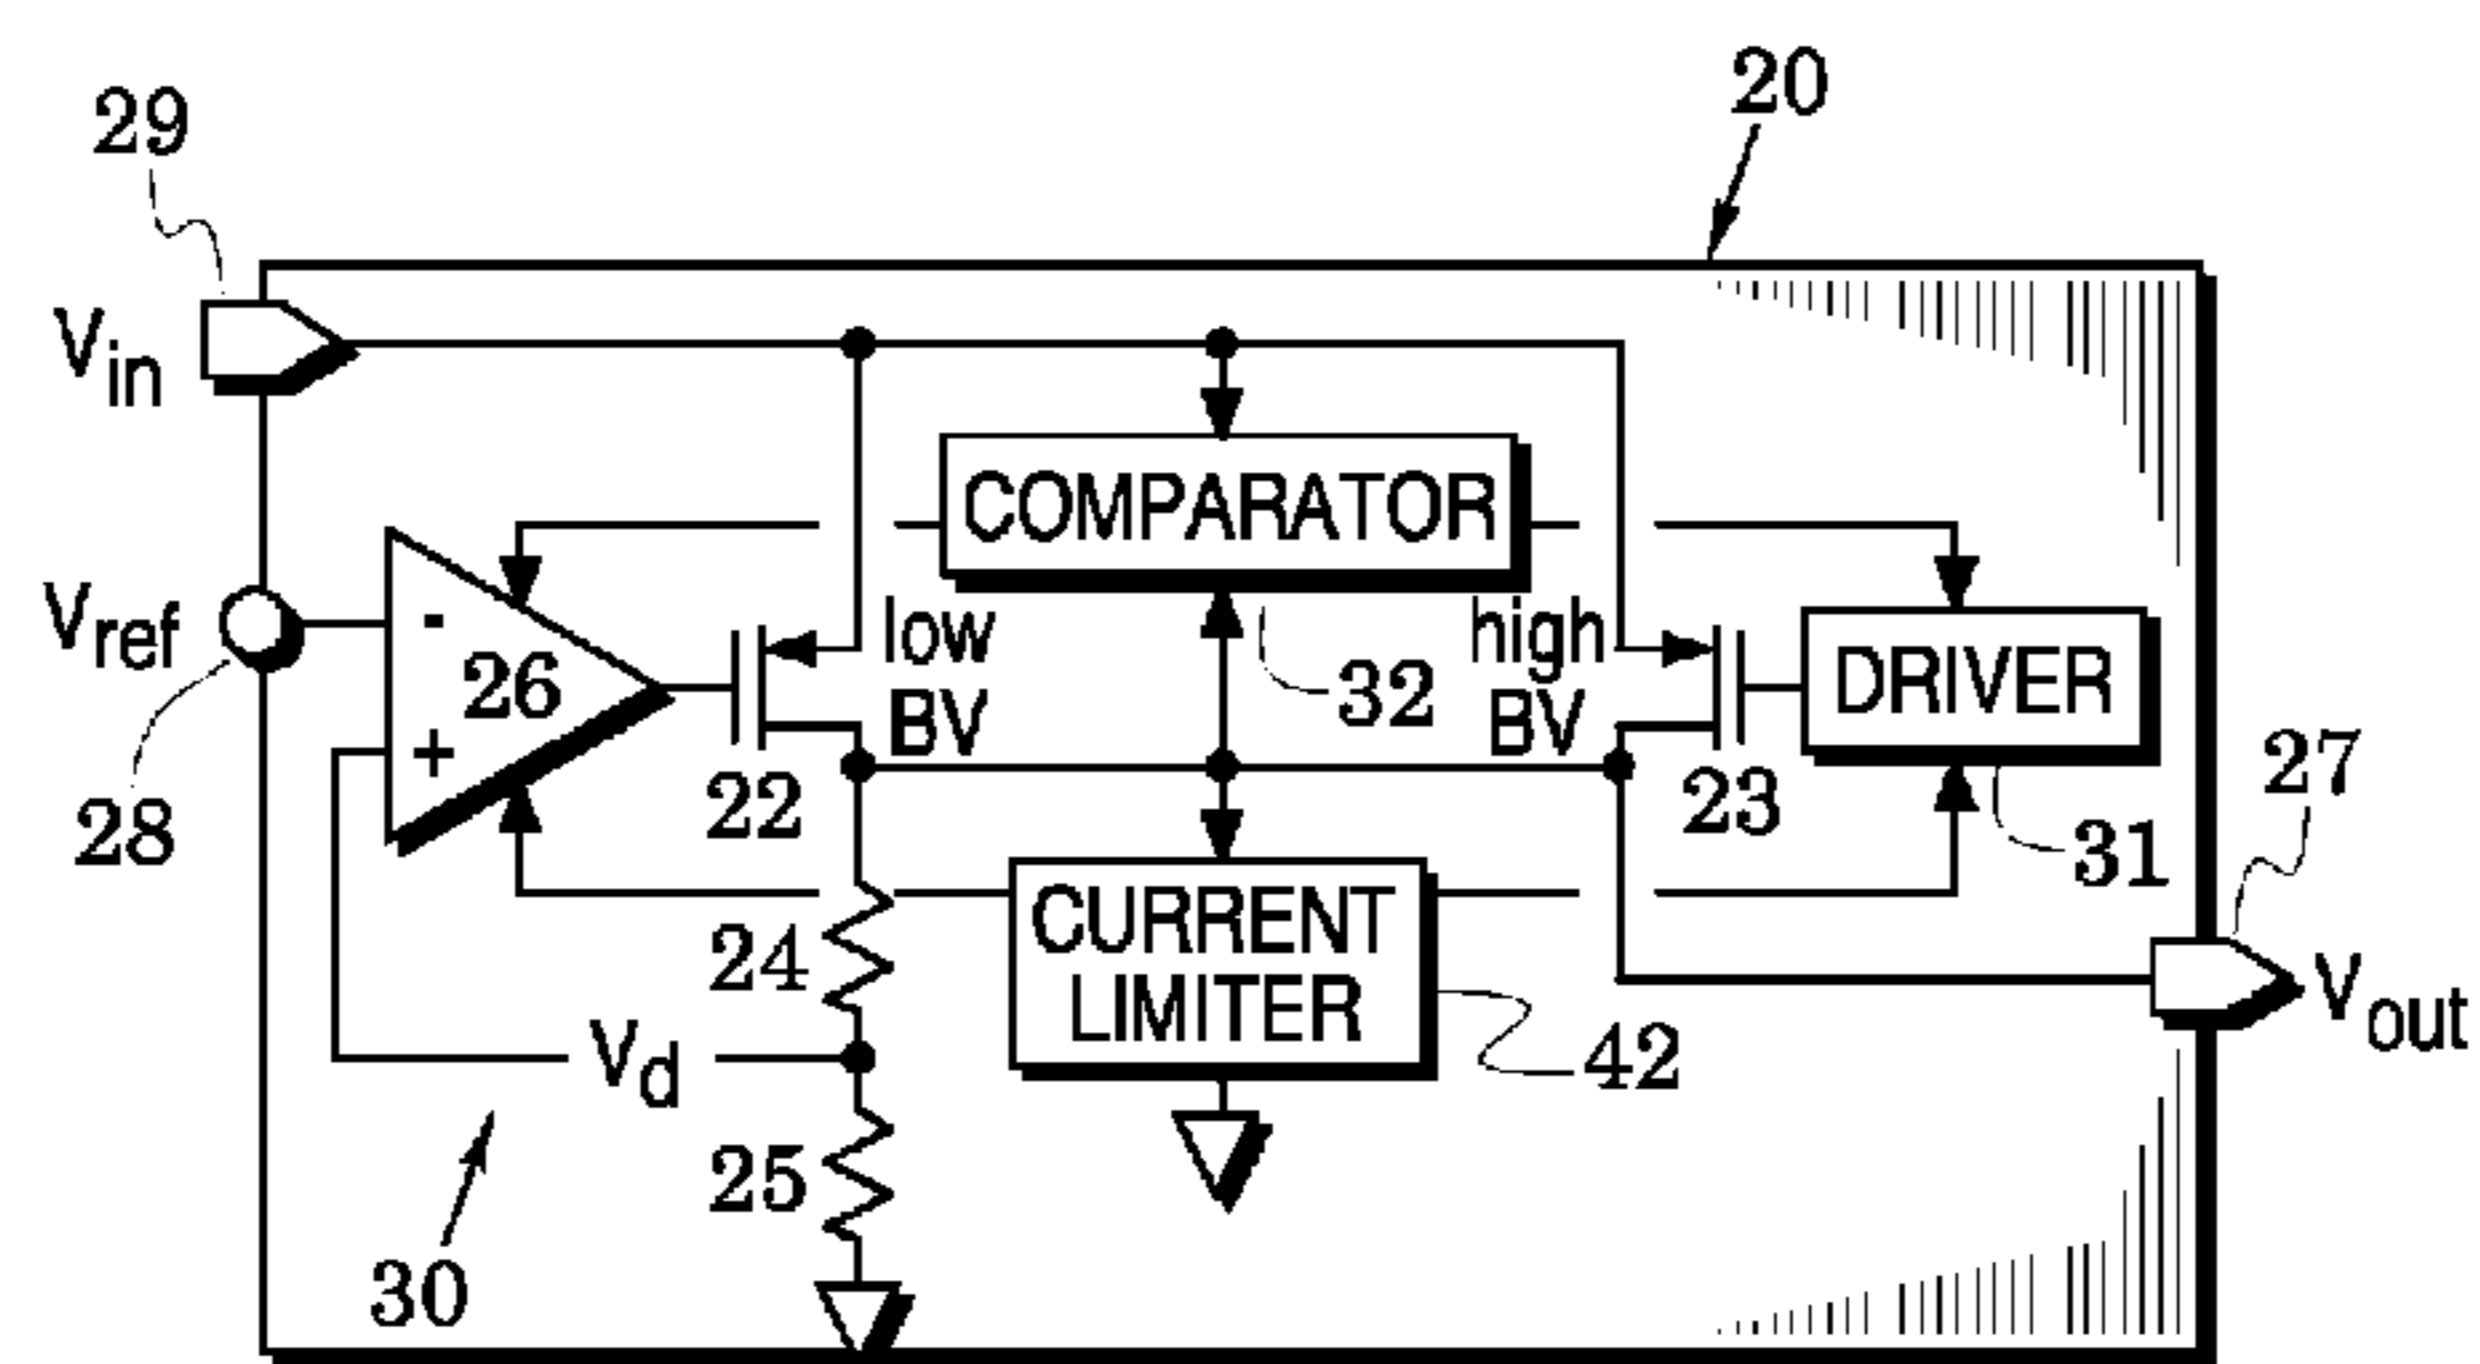 20
29
Vin
COMPARATOR
Vref
-
26
+
low
BV
32
high
BV
DRIVER
22
23
27
28
31
24
CURRENT
LIMITER
Vout
Vd
42
25
30